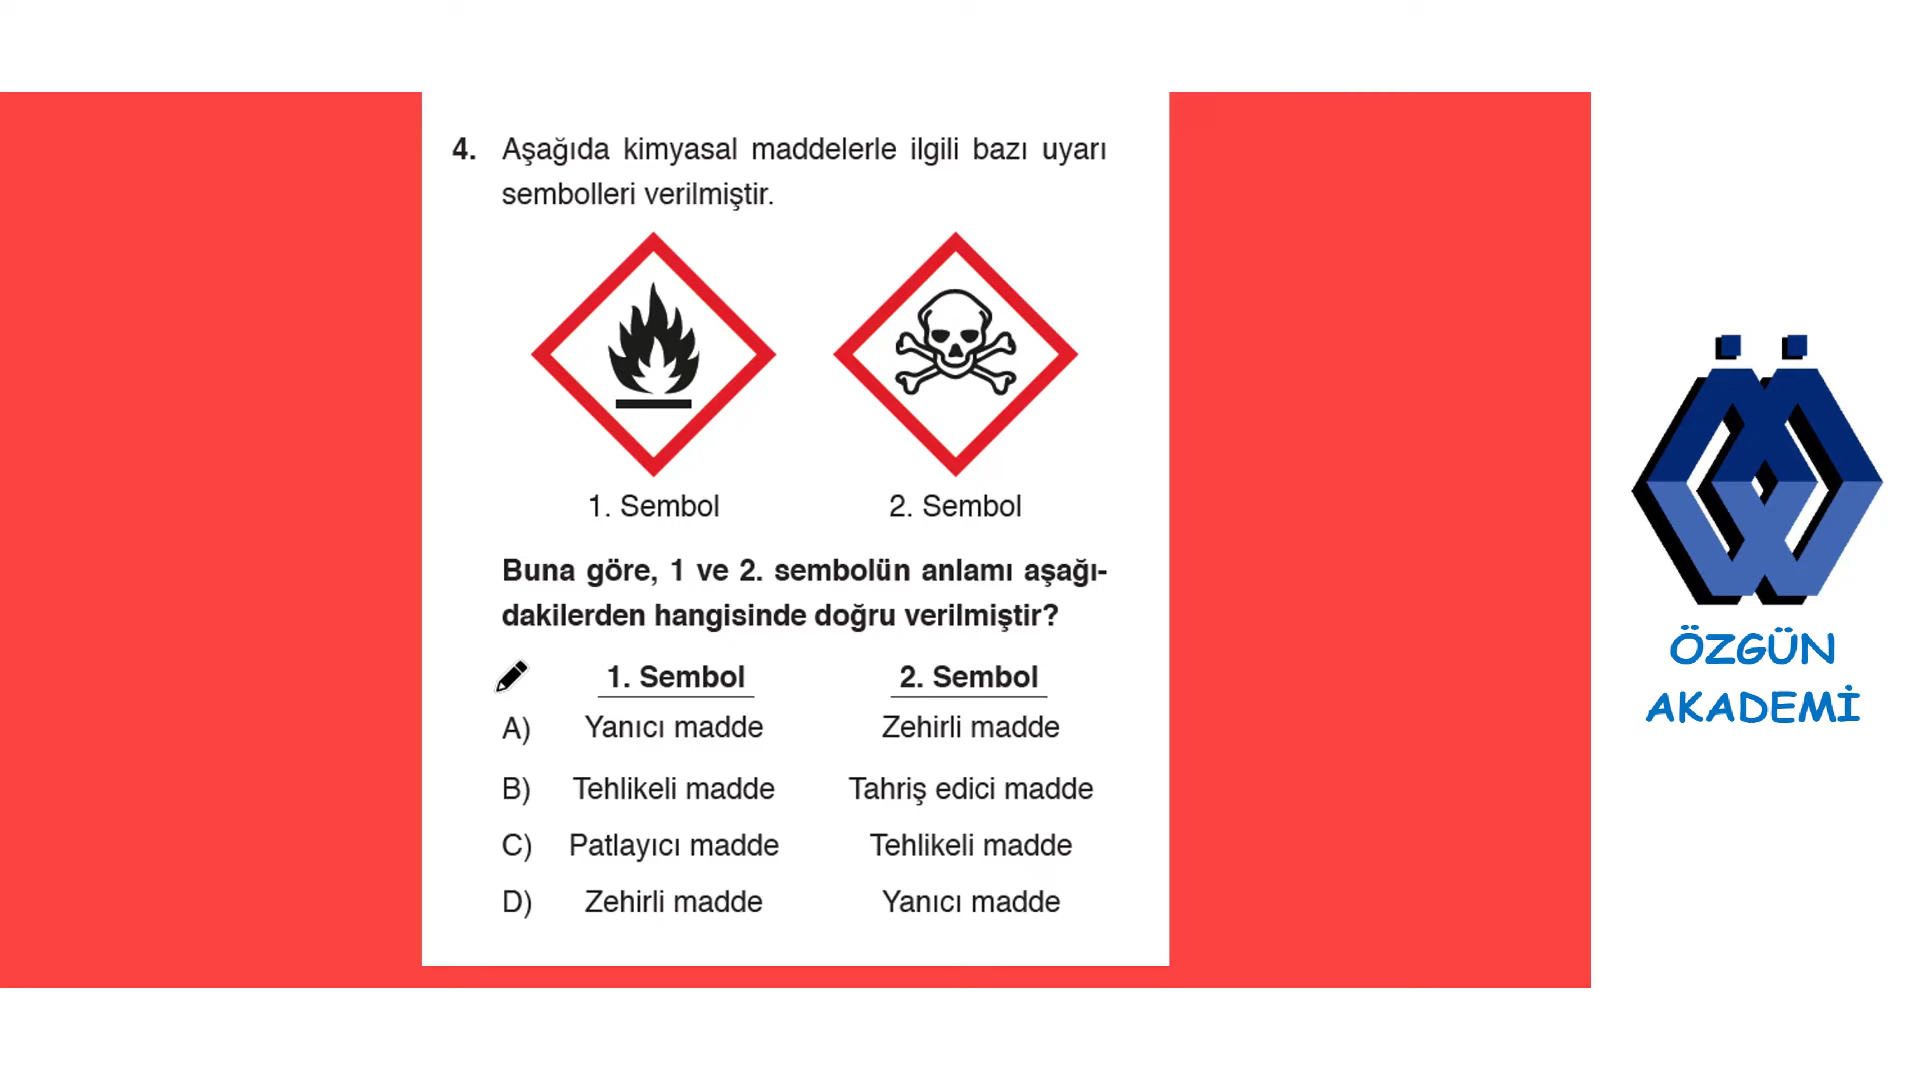 4. Aşağıda kimyasal maddelerle ilgili bazı uyarı
sembolleri verilmiştir.
1. Sembol 2. Sembol
Buna göre, 1 ve 2. sembolün anlamı aşağı-
dakilerden hangisinde doğru verilmiştir?
1. Sembol 2. Sembol
A) Yanıcı madde Zehirli madde
B) Tehlikeli madde Tahriş edici madde
C) Patlayıcı madde Tehlikeli madde
D) Zehirli madde Yanıcı madde
ÖZGÜN
AKADEMİ